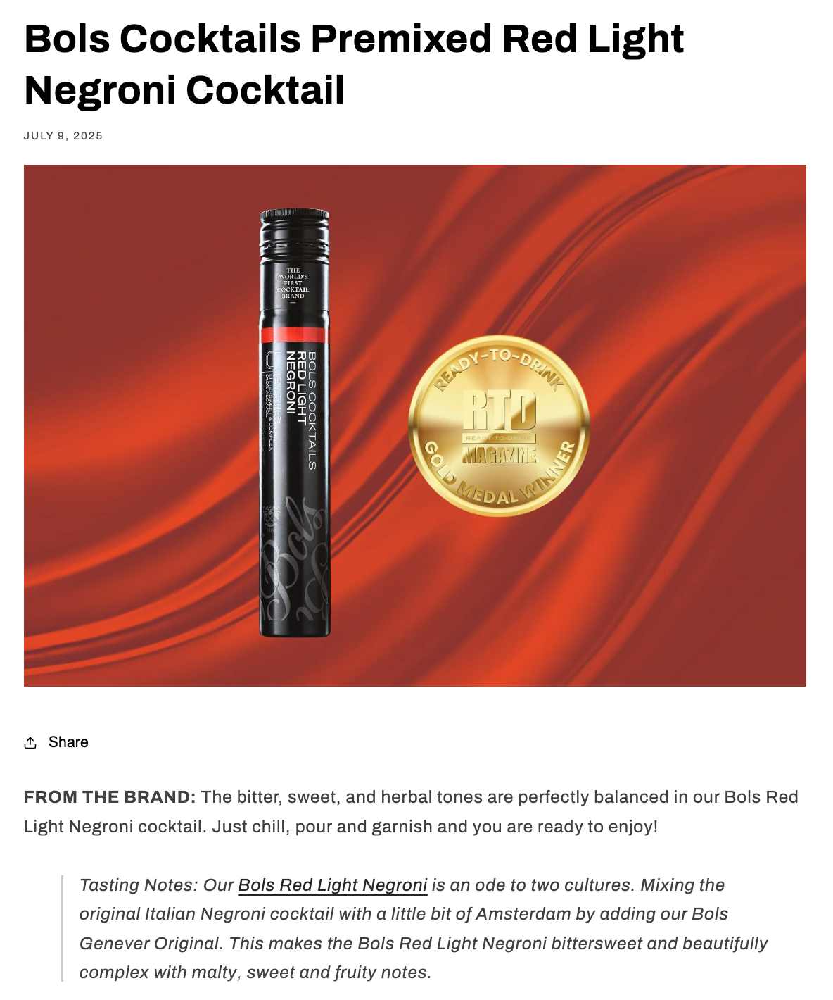 Bols Cocktails Premixed Red Light
Negroni Cocktail
JULY 9, 2025
THE
WORLD'S
FIRST
COCKTAIL
BRAND
BOLS COCKTAILS
RED LIGHT
NEGRONI
BITTERSWEET & COMPLEX
Bols
READY-TO-DRINK
RTD
READY-TO-DRINK
MAGAZINE
GOLD MEDAL WINNER
Share
FROM THE BRAND: The bitter, sweet, and herbal tones are perfectly balanced in our Bols Red
Light Negroni cocktail. Just chill, pour and garnish and you are ready to enjoy!
Tasting Notes: Our Bols Red Light Negroni is an ode to two cultures. Mixing the
original Italian Negroni cocktail with a little bit of Amsterdam by adding our Bols
Genever Original. This makes the Bols Red Light Negroni bittersweet and beautifully
complex with malty, sweet and fruity notes.